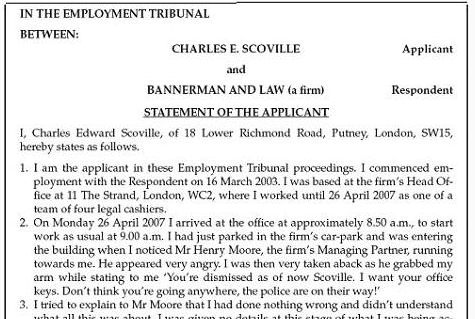 IN THE EMPLOYMENT TRIBUNAL
BETWEEN:
CHARLES E. SCOVILLE Applicant
and
BANNERMAN AND LAW (a firm) Respondent
STATEMENT OF THE APPLICANT
I, Charles Edward Scoville, of 18 Lower Richmond Road, Putney, London, SW15,
hereby states as follows.
1. I am the applicant in these Employment Tribunal proceedings. I commenced em-
ployment with the Respondent on 16 March 2003. I was based at the firm's Head Of-
fice at 11 The Strand, London, WC2, where I worked until 26 April 2007 as one of a
team of four legal cashiers.
2. On Monday 26 April 2007 I arrived at the office at approximately 8.50 a.m., to start
work as usual at 9.00 a.m. I had just parked in the firm's car-park and was entering
the building when I noticed Mr Henry Moore, the firm's Managing Partner, running
towards me. He appeared very angry. I was then very taken aback as he grabbed my
arm while stating to me 'You're dismissed as of now Scoville. I want your office
keys. Don't think you're going anywhere, the police are on their way!'
3. I tried to explain to Mr Moore that I had done nothing wrong and didn't understand
what all this was about. I was given no details at this stage of what I was being ac-